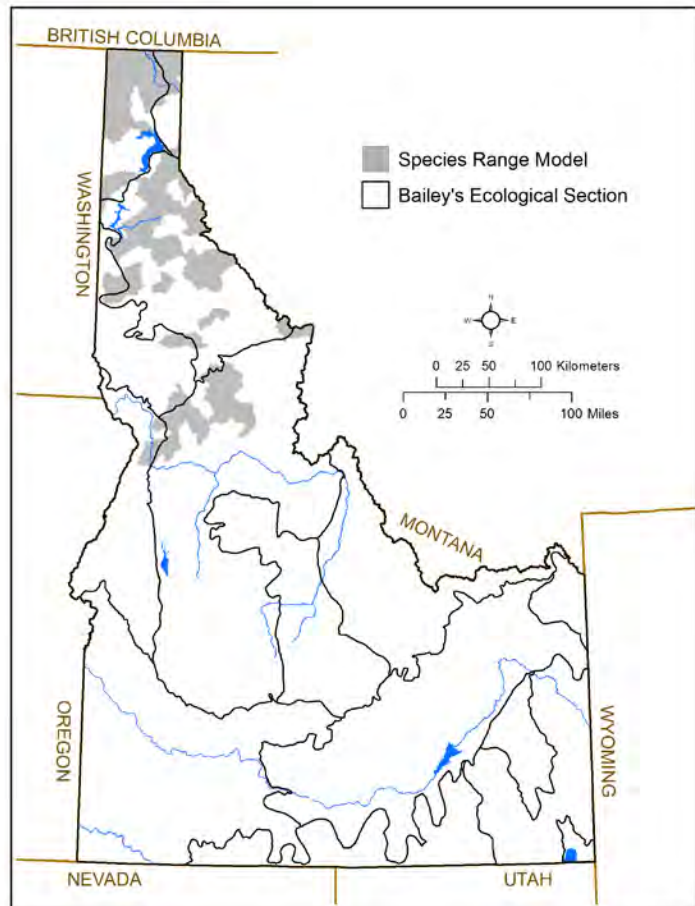 BRITISH COLUMBIA
WASHINGTON
Species Range Model
Bailey's Ecological Section
N
W E
S
0 25 50 100 Kilometers
0 25 50 100 Miles
MONTANA
OREGON
WYOMING
NEVADA
UTAH